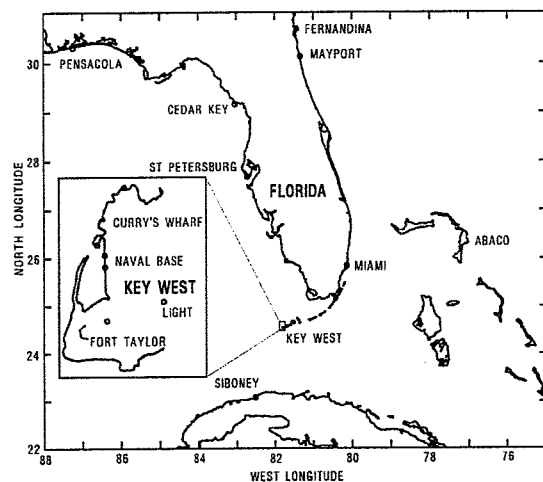 30
28
26
25
24
22
NORTH LONGITUDE
FERNANDINA
MAYPORT
PENSACOLA
CEDAR KEY
ST PETERSBURG
FLORIDA
CURRY'S WHARF
NAVAL BASE
KEY WEST
LIGHT
FORT TAYLOR
ABACO
MIAMI
KEY WEST
SIBONEY
88
86
84
82
80
78
76
WEST LONGITUDE